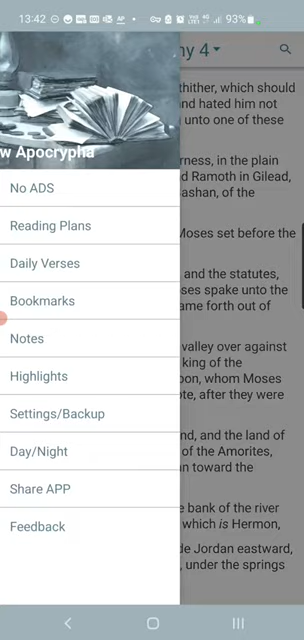 13:42 93%
ny 4
w Apocrypha
No ADS
Reading Plans
Daily Verses
Bookmarks
Notes
Highlights
Settings/Backup
Day/Night
Share APP
Feedback
thither, which should
nd hated him not
unto one of these
rness, in the plain
d Ramoth in Gilead,
ashan, of the
Moses set before the
and the statutes,
ses spake unto the
ame forth out of
valley over against
king of the
bon, whom Moses
ote, after they were
nd, and the land of
of the Amorites,
n toward the
e bank of the river
which is Hermon,
de Jordan eastward,
, under the springs